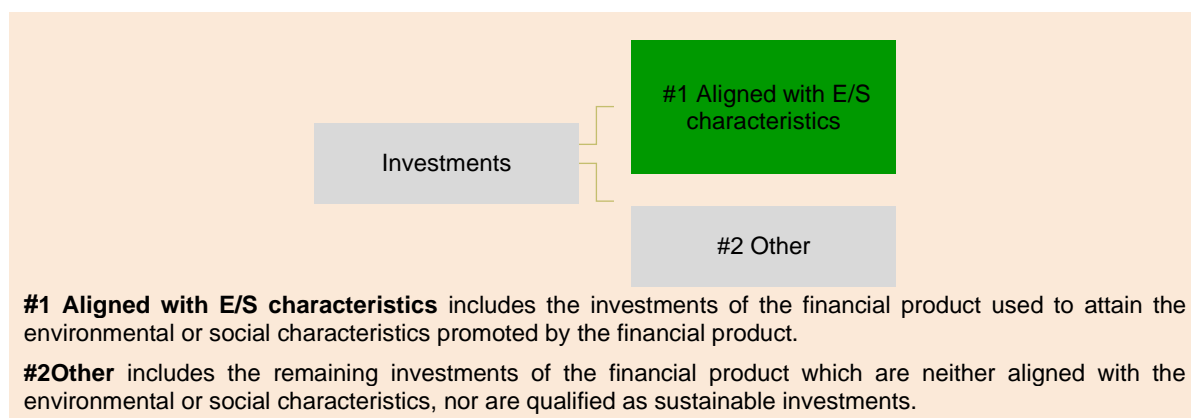 #1 Aligned with E/S
characteristics
Investments
#2 Other
#1 Aligned with E/S characteristics includes the investments of the financial product used to attain the
environmental or social characteristics promoted by the financial product.
#2Other includes the remaining investments of the financial product which are neither aligned with the
environmental or social characteristics, nor are qualified as sustainable investments.